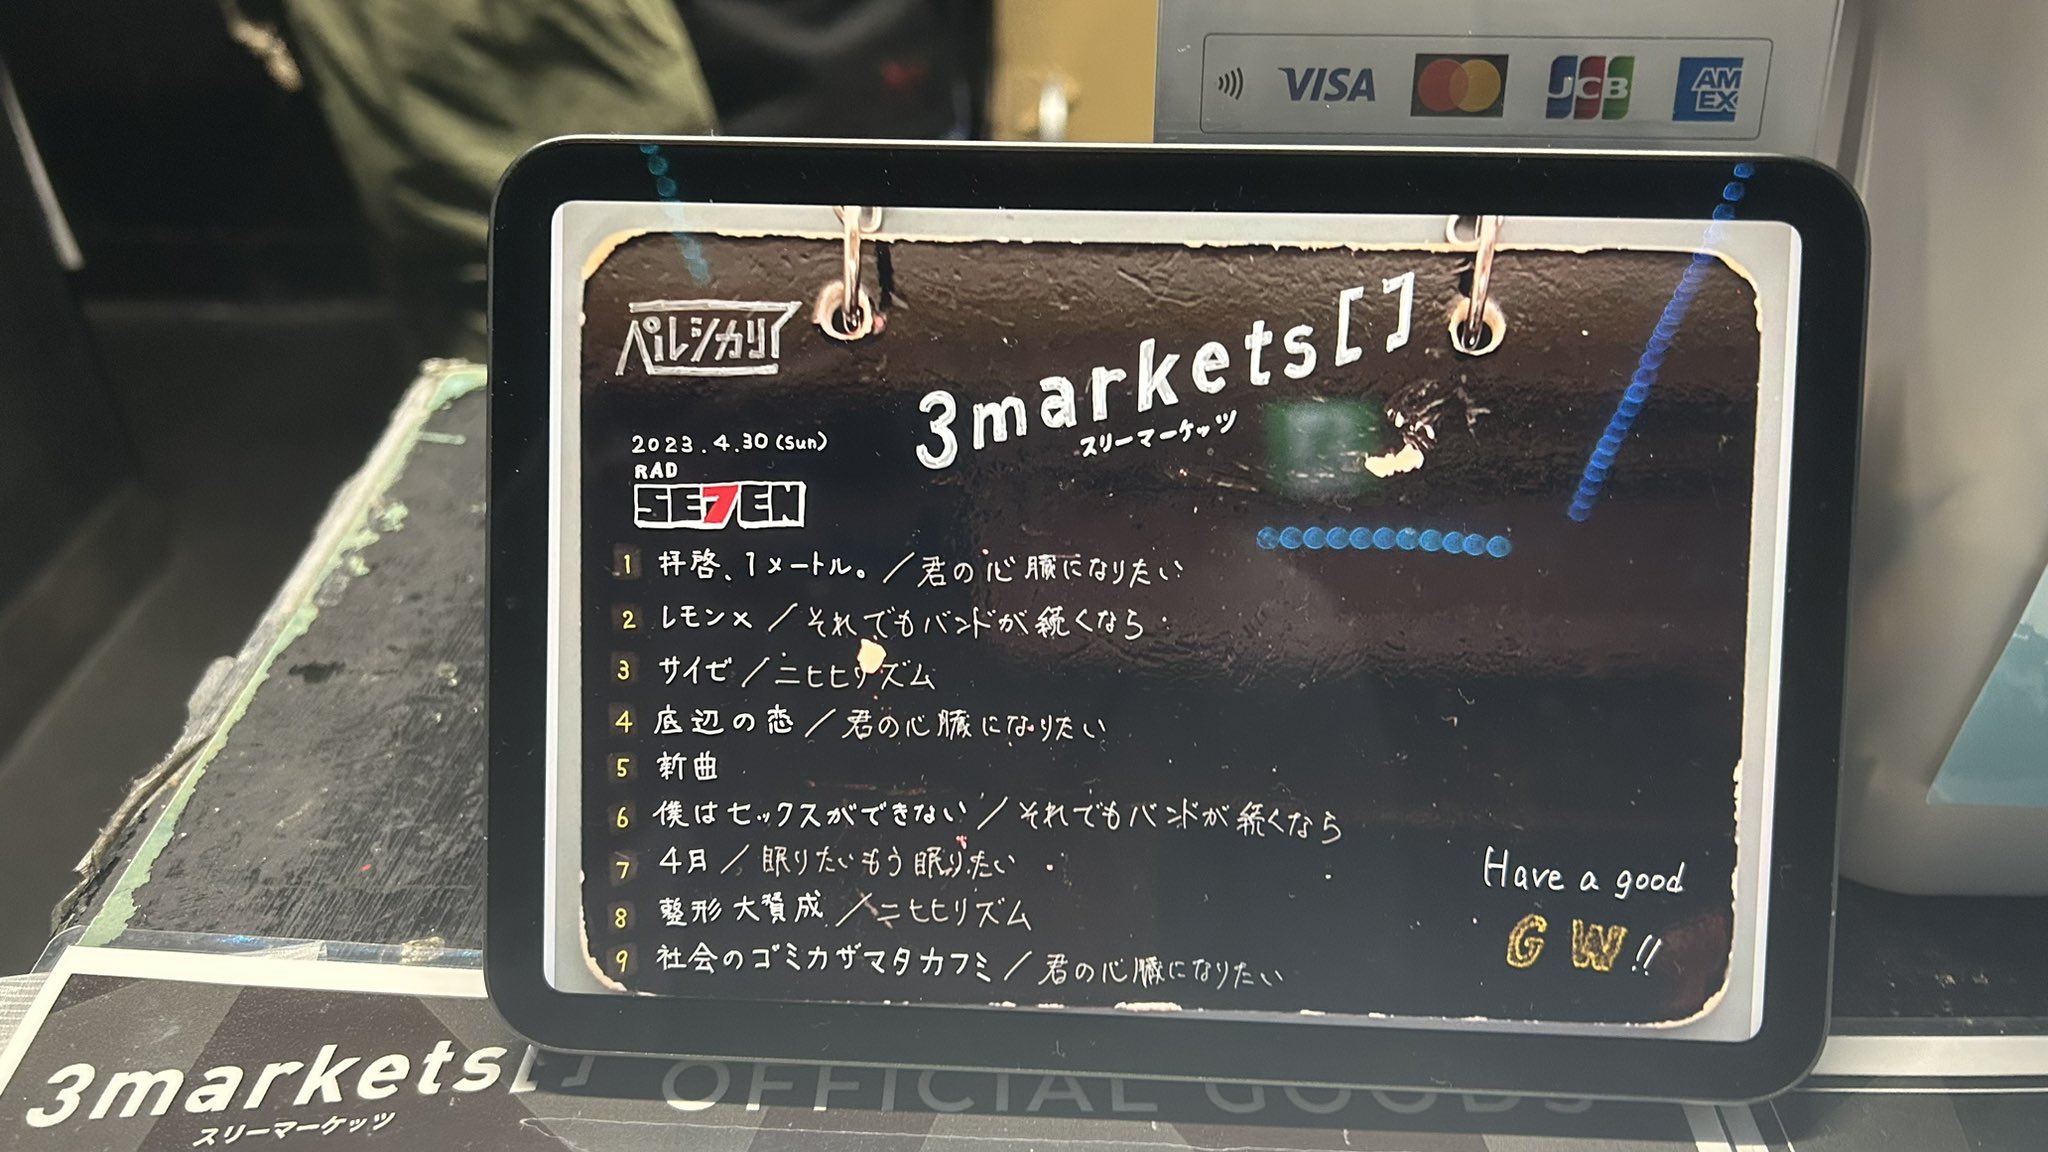 VISA
JCB
AM
EX
ペルシカリア
3markets[]
スリーマーケッツ
2023.4.30(Sun)
RAD
SE7EN
1 拝啓、1メートル。/君の心臓になりたい
2 レモン×/それでもバンドが続くなら
3 サイゼ/ニヒヒリズム
4 底辺の恋/君の心臓になりたい
5 新曲
6 僕はセックスができない/それでもバンドが続くなら
7 4月/眠りたいもう眠りたい
8 整形大賛成/ニヒヒリズム
9 社会のゴミカザマタカフミ/君の心臓になりたい
Have a good
GW!!
3markets[]
スリーマーケッツ
OFFICIAL GOODS